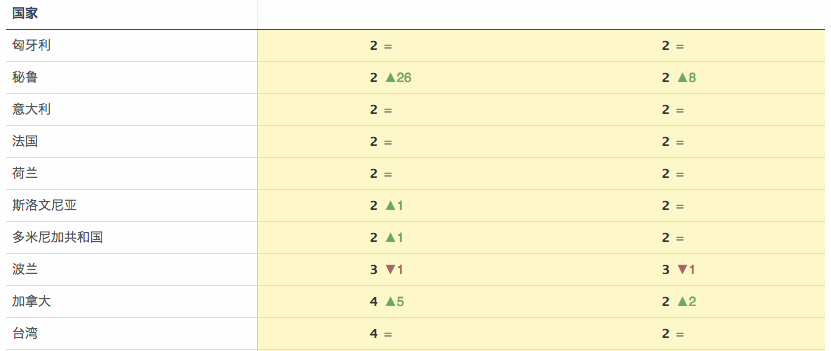 国家
匈牙利 2 = 2 =
秘鲁 2 ▲26 2 ▲8
意大利 2 = 2 =
法国 2 = 2 =
荷兰 2 = 2 =
斯洛文尼亚 2 ▲1 2 =
多米尼加共和国 2 ▲1 2 =
波兰 3 ▼1 3 ▼1
加拿大 4 ▲5 2 ▲2
台湾 4 = 2 =